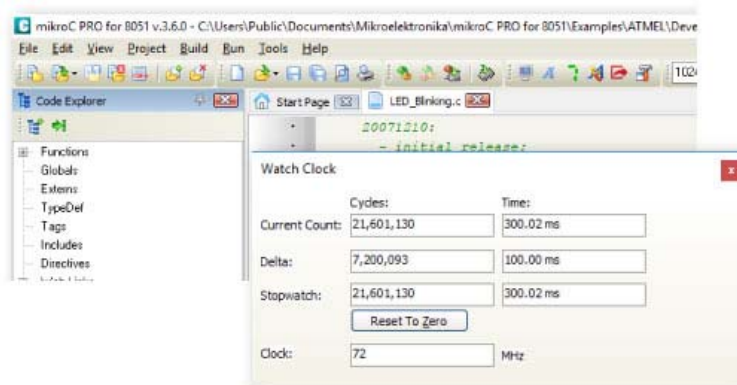 mikroC PRO for 8051 v.3.6.0 - C:\Users\Public\Documents\Mikroelektronika\mikroC PRO for 8051\Examples\ATMEL\Deve
File Edit View Project Build Run Tools Help
1024
Code Explorer
Start Page LED_Blinking.c
20071210:
- initial release;
Functions
Globals
Externs
TypeDef
Tags
Includes
Directives
Watch Clock
Cycles: Time:
Current Count: 21,601,130 300.02 ms
Delta: 7,200,093 100.00 ms
Stopwatch: 21,601,130 300.02 ms
Reset To Zero
Clock: 72 MHz